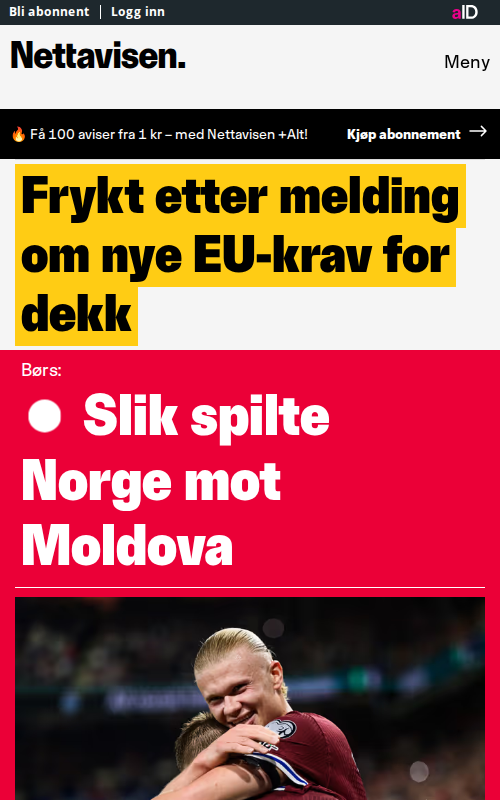 Bli abonnent
Logg inn
aID
Nettavisen.
Meny
🔥 Få 100 aviser fra 1 kr – med Nettavisen +Alt!
Kjøp abonnement →
Frykt etter melding
om nye EU-krav for
dekk
Børs:
Slik spilte
Norge mot
Moldova